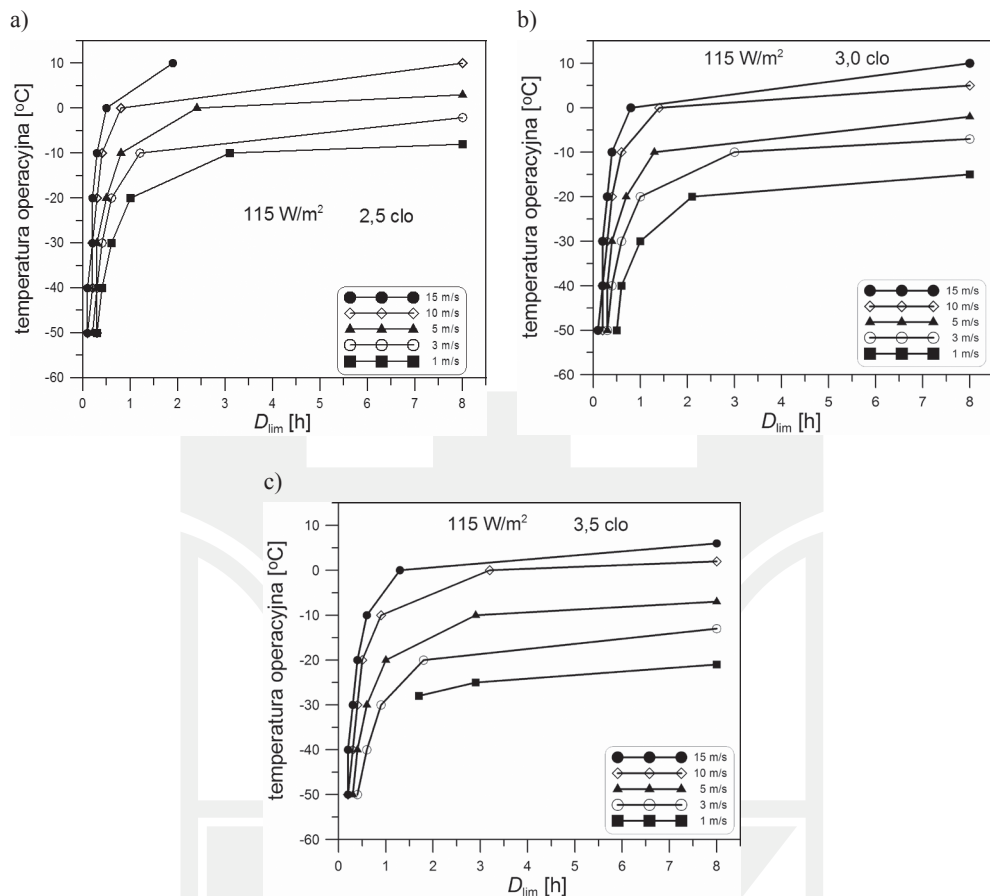 a)
115 W/m² 2,5 clo
temperatura operacyjna [°C]
10
0
-10
-20
-30
-40
-50
-60
0 1 2 3 4 5 6 7 8
D lim [h]
15 m/s
10 m/s
5 m/s
3 m/s
1 m/s
b)
115 W/m² 3,0 clo
temperatura operacyjna [°C]
10
0
-10
-20
-30
-40
-50
-60
0 1 2 3 4 5 6 7 8
D lim [h]
15 m/s
10 m/s
5 m/s
3 m/s
1 m/s
c)
115 W/m² 3,5 clo
temperatura operacyjna [°C]
10
0
-10
-20
-30
-40
-50
-60
0 1 2 3 4 5 6 7 8
D lim [h]
15 m/s
10 m/s
5 m/s
3 m/s
1 m/s